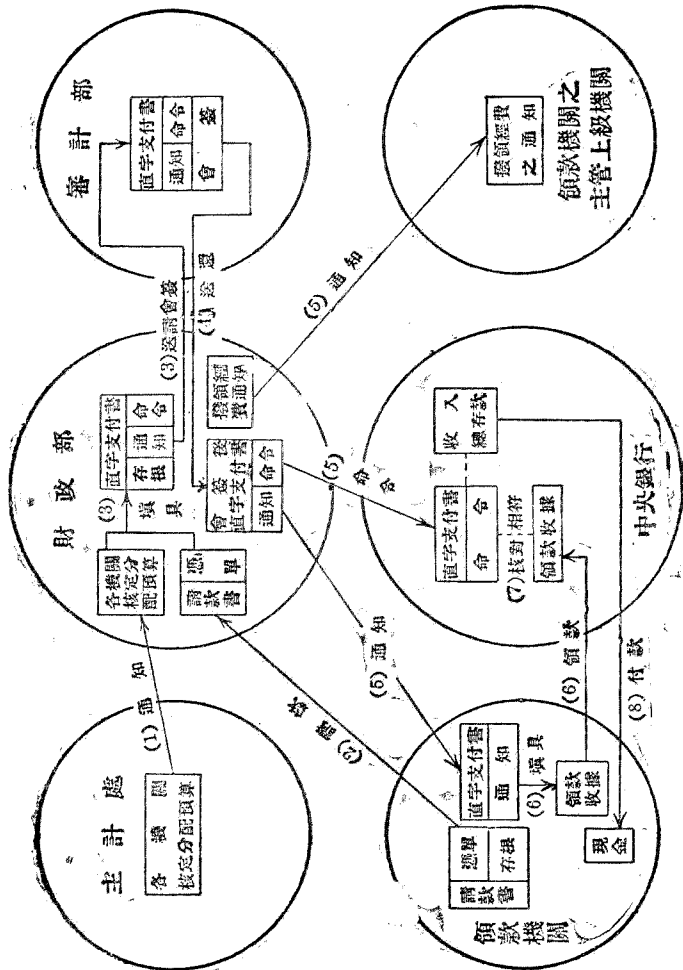 主計處
各機關
核定分配預算
(1) 通知
財政部
各機關
核定分
配預算
請款書
憑單
(3) 填具
直字支付書
存根
通知
命令
(3) 送請會簽
(4) 送還
會簽後
直字支付書
通知
命令
撥領經
費通知
審計部
直字支付書
通知
命令
會簽
(2) 請款
(5) 通知
(5) 命令
(5) 通知
領款機關
請款書
憑單
存根
直字支付書
通知
(6) 填具
領款
收據
現金
(6) 領款
(8) 付款
中央銀行
直字支付書
命令
(7) 核對相符
領款收據
收入
總存款
領款機關之
主管上級機關
撥領經費
之通知